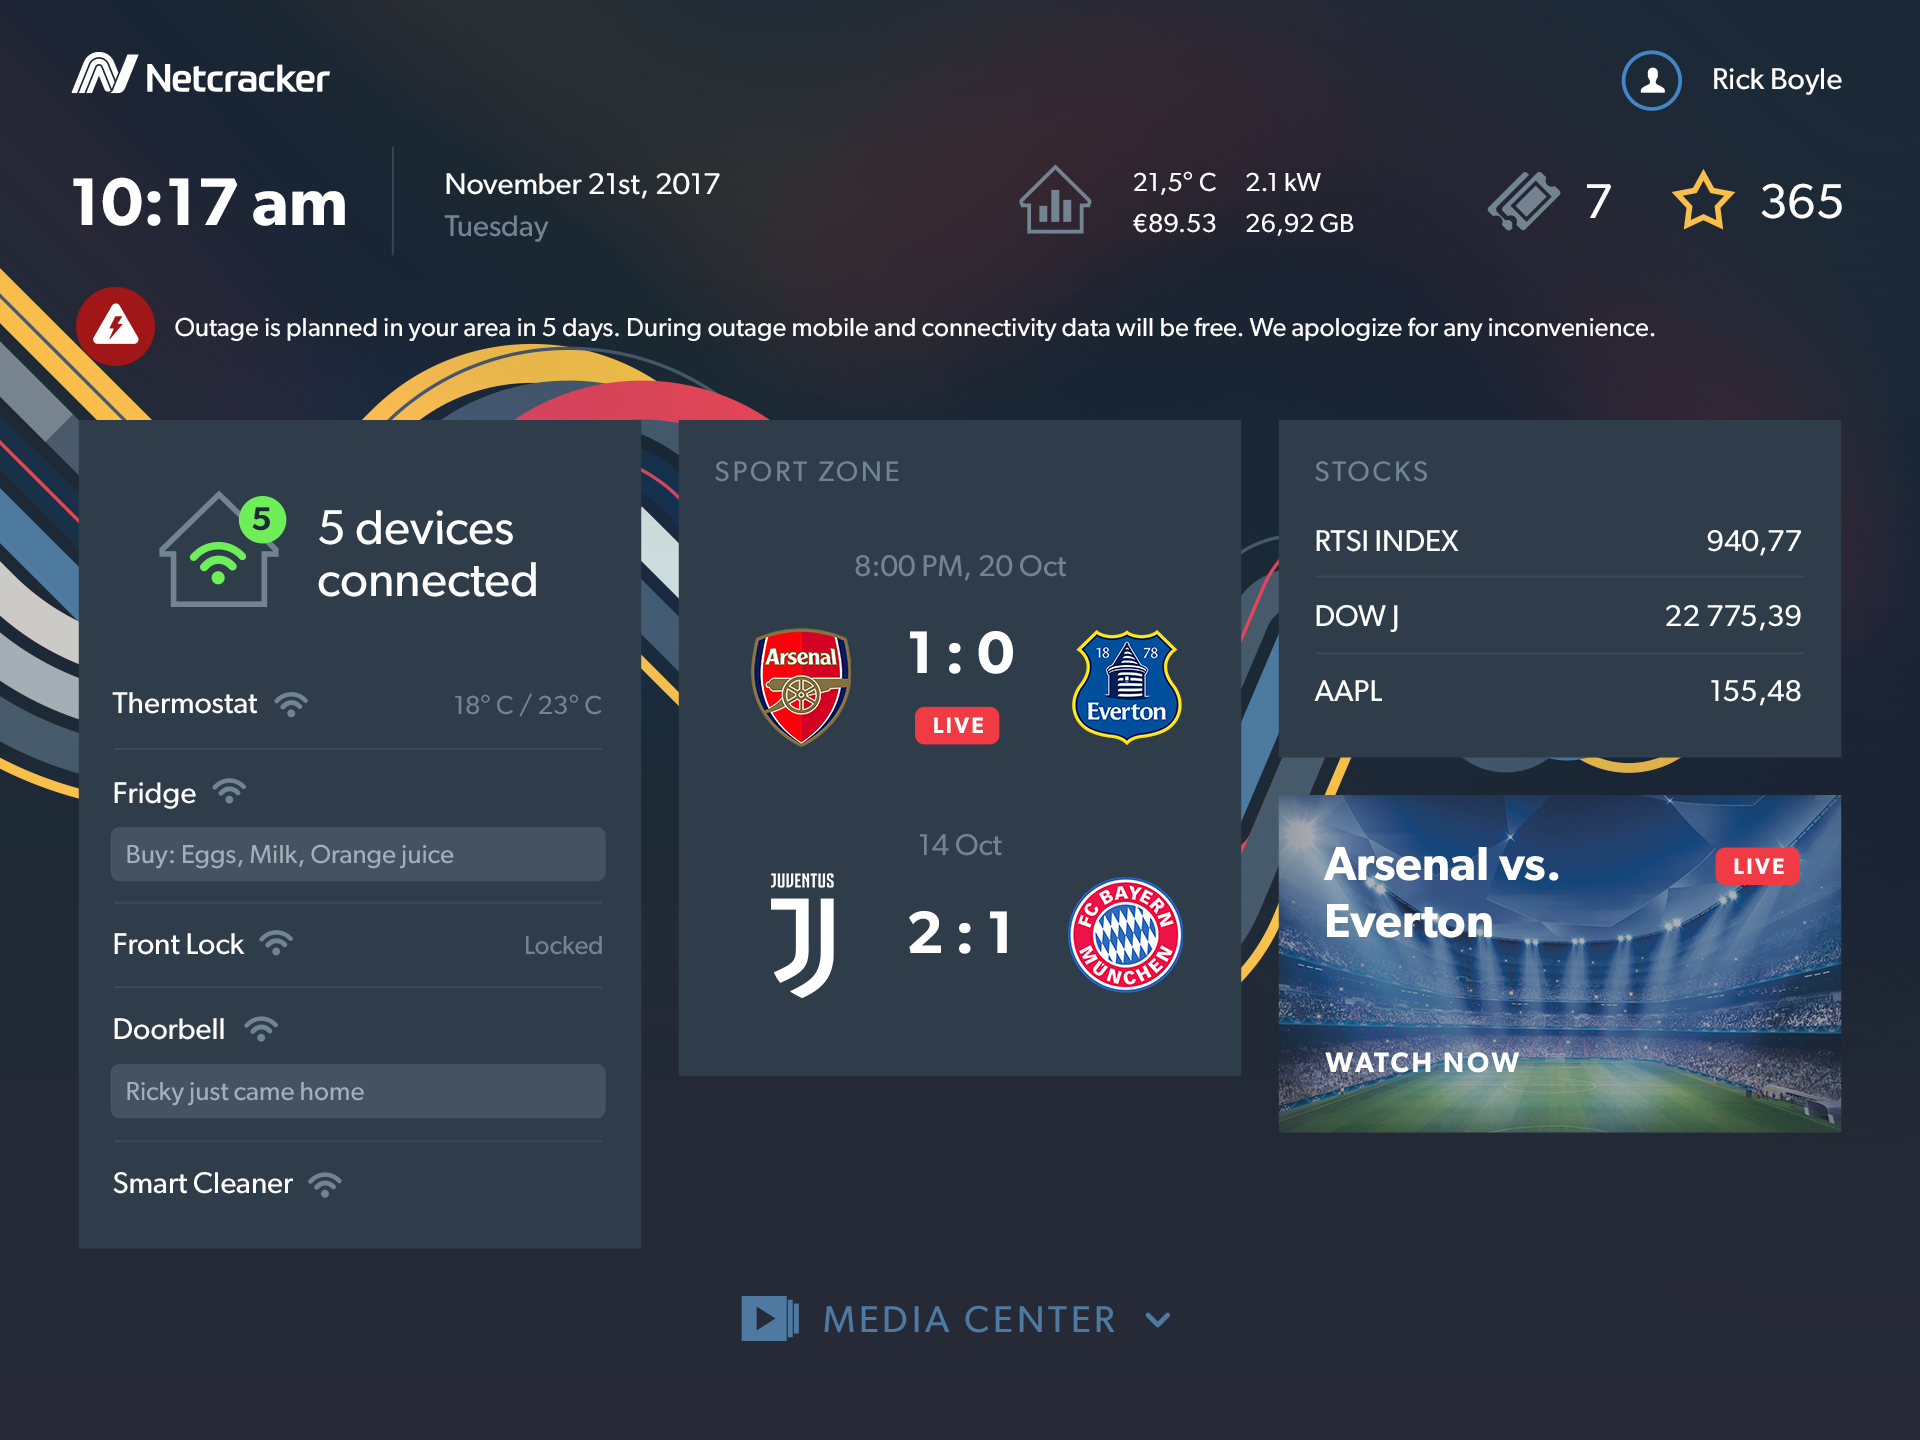 Netcracker
Rick Boyle
10:17 am
November 21st, 2017
Tuesday
21,5° C 2.1 kW
€89.53 26,92 GB
7
365
Outage is planned in your area in 5 days. During outage mobile and connectivity data will be free. We apologize for any inconvenience.
5
5 devices
connected
Thermostat 18° C / 23° C
Fridge
Buy: Eggs, Milk, Orange juice
Front Lock Locked
Doorbell
Ricky just came home
Smart Cleaner
SPORT ZONE
8:00 PM, 20 Oct
Arsenal
1 : 0
LIVE
18 78
Everton
14 Oct
JUVENTUS
2 : 1
FC BAYERN
MÜNCHEN
STOCKS
RTSI INDEX 940,77
DOW J 22 775,39
AAPL 155,48
Arsenal vs.
Everton
LIVE
WATCH NOW
MEDIA CENTER